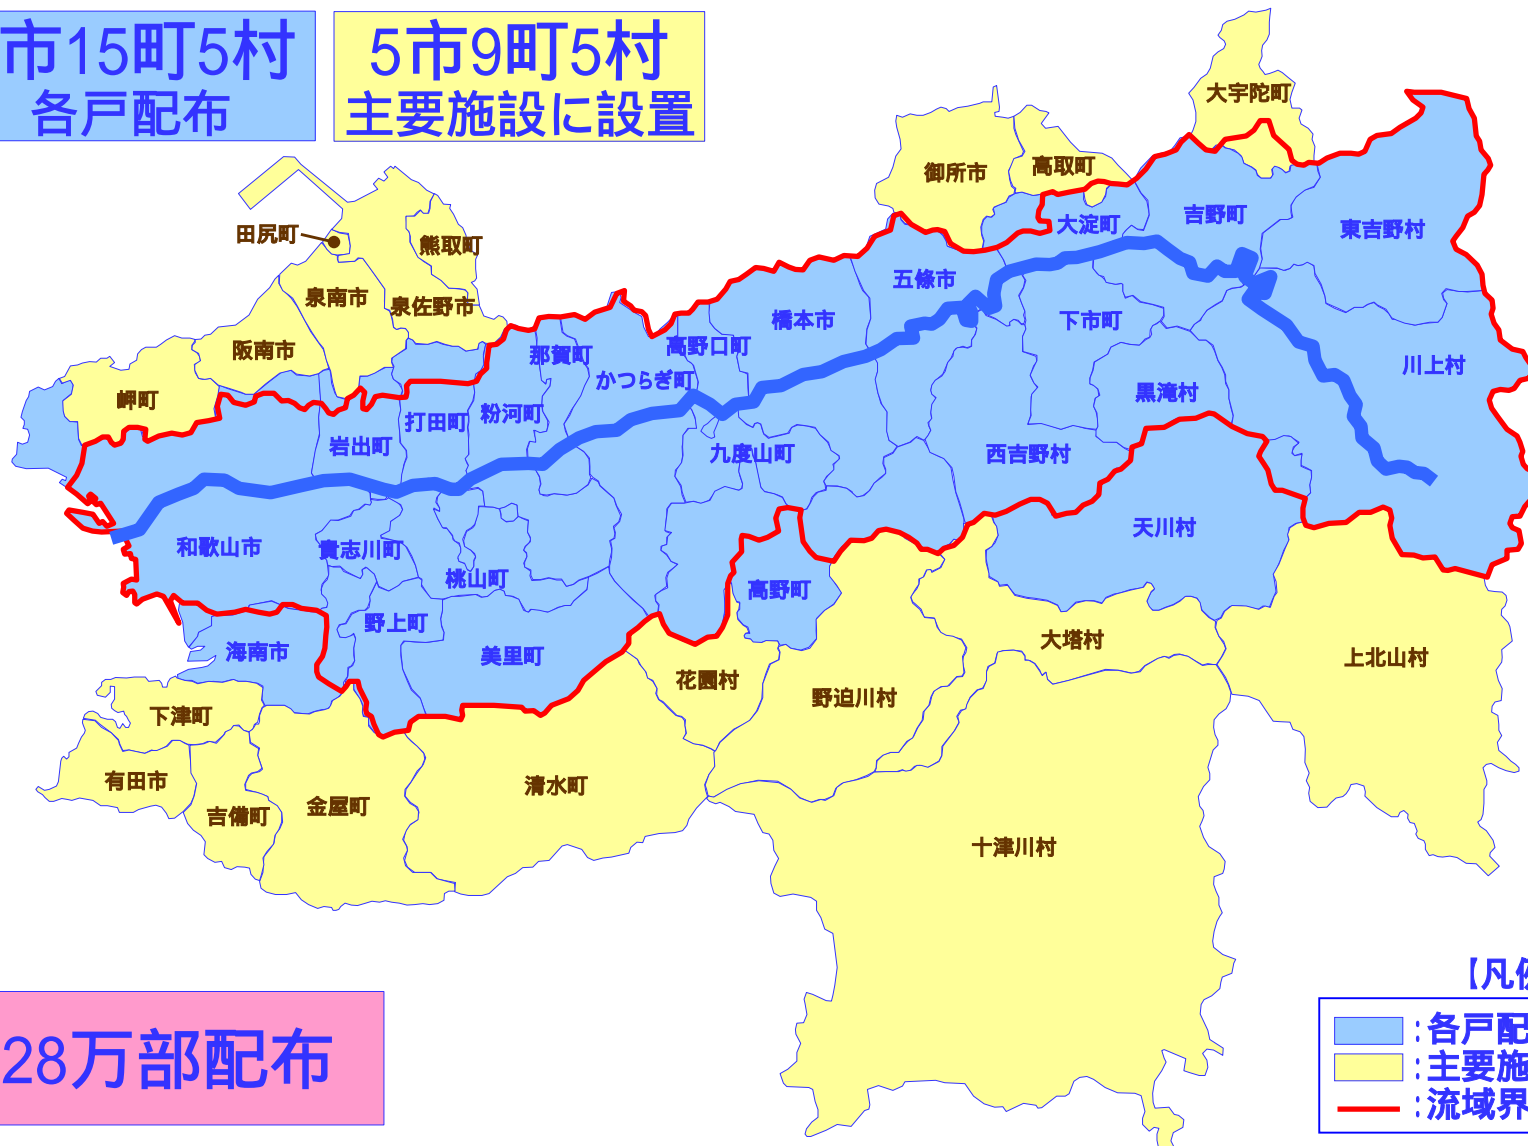 市15町5村
各戸配布
5市9町5村
主要施設に設置
大宇陀町
御所市
高取町
大淀町
吉野町
東吉野村
田尻町
熊取町
泉南市
泉佐野市
五條市
橋本市
下市町
阪南市
那賀町
高野口町
かつらぎ町
川上村
岬町
打田町
粉河町
黒滝村
岩出町
九度山町
西吉野村
和歌山市
貴志川町
桃山町
高野町
天川村
野上町
海南市
美里町
大塔村
花園村
野迫川村
上北山村
下津町
有田市
吉備町
金屋町
清水町
十津川村
28万部配布
【凡例
:各戸配
:主要施
:流域界